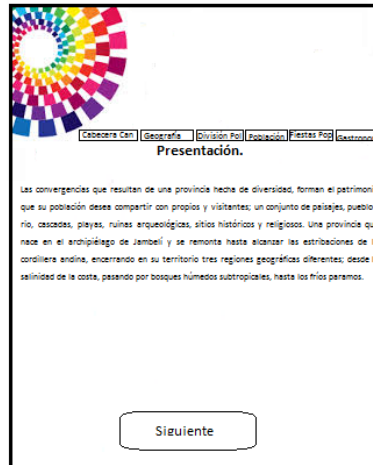 Cabecera Can Geografía División Pol Población Fiestas Pop Gastrono
Presentación.
Las convergencias que resultan de una provincia hecha de diversidad, forman el patrimoni
que su población desea compartir con propios y visitantes; un conjunto de paisajes, pueblo
rio, cascadas, playas, ruinas arqueológicas, sitios históricos y religiosos. Una provincia qu
nace en el archipiélago de Jambelí y se remonta hasta alcanzar las estribaciones de l
cordillera andina, encerrando en su territorio tres regiones geográficas diferentes; desde l
salinidad de la costa, pasando por bosques húmedos subtropicales, hasta los fríos paramos.
Siguiente